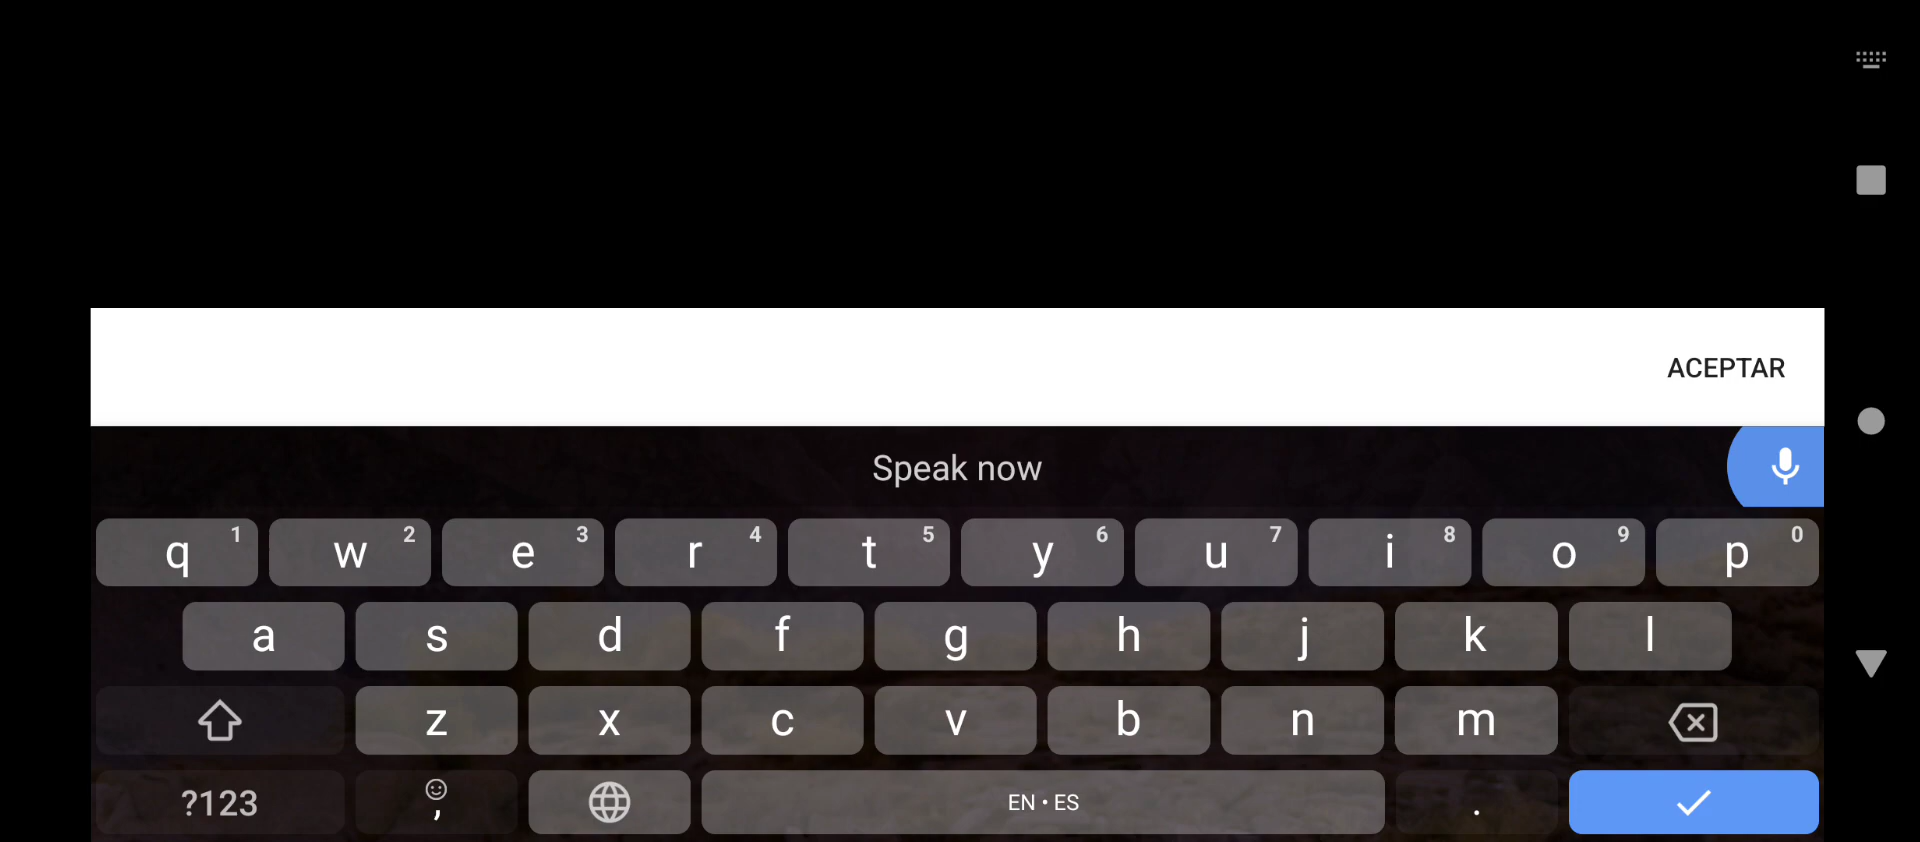 ACEPTAR
Speak now
q 1 w 2 e 3 r 4 t 5 y 6 u 7 i 8 o 9 p 0
a s d f g h j k l
z x c v b n m
?123 , EN • ES .